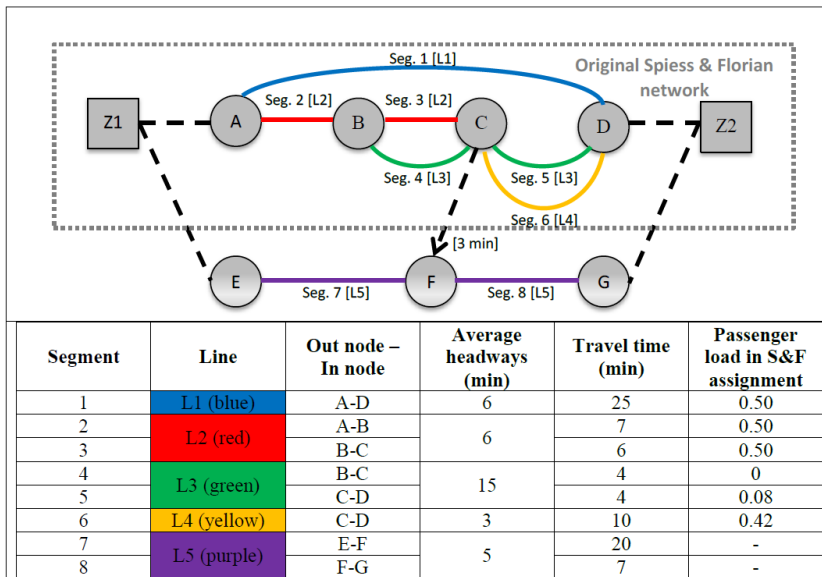 Seg. 1 [L1]
Original Spiess & Florian
network
Seg. 2 [L2]
Seg. 3 [L2]
Z1
A
B
C
D
Z2
Seg. 4 [L3]
Seg. 5 [L3]
Seg. 6 [L4]
[3 min]
E
F
G
Seg. 7 [L5]
Seg. 8 [L5]
Segment Line Out node – In node Average headways (min) Travel time (min) Passenger load in S&F assignment
1 L1 (blue) A-D 6 25 0.50
2 L2 (red) A-B 6 7 0.50
3 B-C 6 0.50
4 L3 (green) B-C 15 4 0
5 C-D 4 0.08
6 L4 (yellow) C-D 3 10 0.42
7 L5 (purple) E-F 5 20 -
8 F-G 7 -